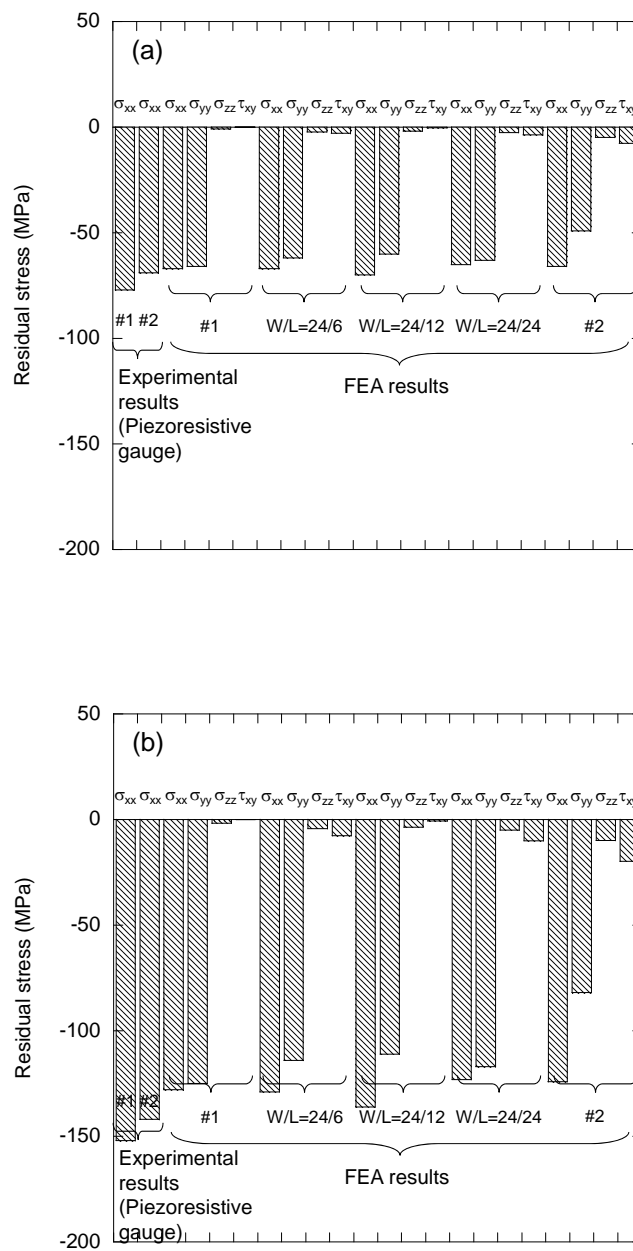 50
(a)
σxx σxx σxx σyy σzz τxy σxx σyy σzz τxy σxx σyy σzz τxy σxx σyy σzz τxy σxx σyy σzz τxy
0
-50
-100
-150
-200
Residual stress (MPa)
#1 #2
#1
W/L=24/6
W/L=24/12
W/L=24/24
#2
Experimental
results
(Piezoresistive
gauge)
FEA results
50
(b)
σxx σxx σxx σyy σzz τxy σxx σyy σzz τxy σxx σyy σzz τxy σxx σyy σzz τxy σxx σyy σzz τxy
0
-50
-100
-150
-200
Residual stress (MPa)
#1 #2
#1
W/L=24/6
W/L=24/12
W/L=24/24
#2
Experimental
results
(Piezoresistive
gauge)
FEA results